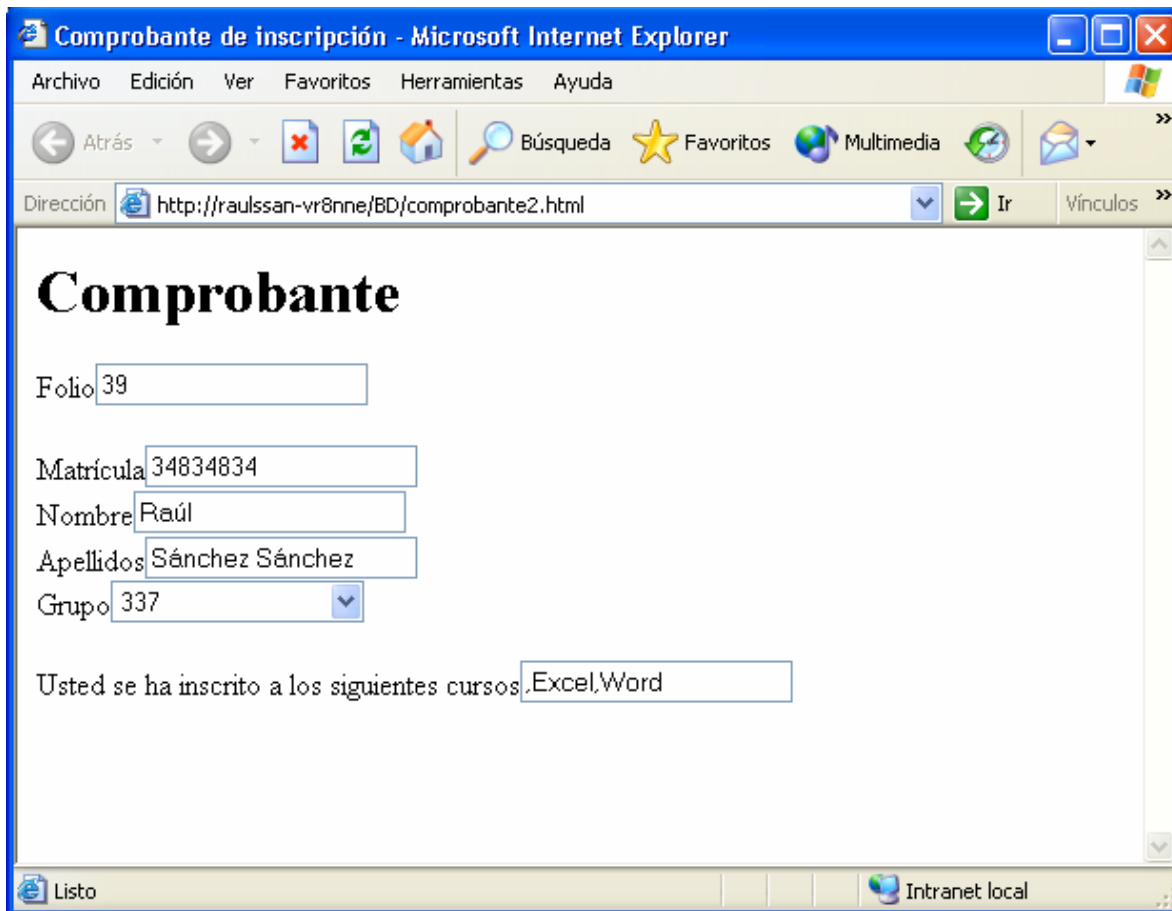 Comprobante de inscripción - Microsoft Internet Explorer
Archivo Edición Ver Favoritos Herramientas Ayuda
Atrás Búsqueda Favoritos Multimedia »
Dirección http://raulssan-vr8nne/BD/comprobante2.html Ir Vínculos »
Comprobante
Folio 39
Matrícula 34834834
Nombre Raúl
Apellidos Sánchez Sánchez
Grupo 337
Usted se ha inscrito a los siguientes cursos ,Excel,Word
Listo Intranet local